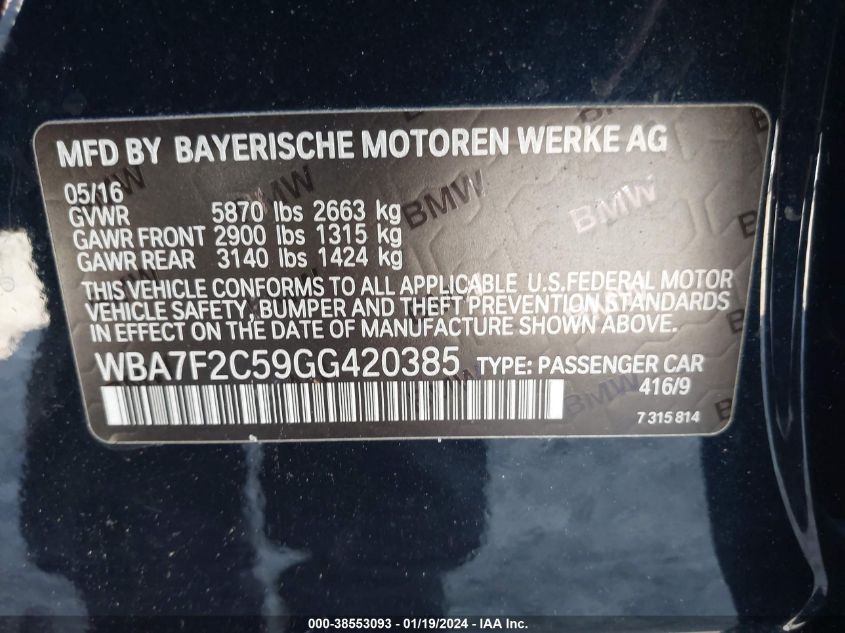 MFD BY BAYERISCHE MOTOREN WERKE AG
05/16
GVWR 5870 lbs 2663 kg
GAWR FRONT 2900 lbs 1315 kg
GAWR REAR 3140 lbs 1424 kg
THIS VEHICLE CONFORMS TO ALL APPLICABLE U.S.FEDERAL MOTOR
VEHICLE SAFETY, BUMPER AND THEFT PREVENTION STANDARDS
IN EFFECT ON THE DATE OF MANUFACTURE SHOWN ABOVE.
WBA7F2C59GG420385 TYPE: PASSENGER CAR
416/9
7 315 814
BMW
BMW
BMW
000-38553093 - 01/19/2024 - IAA, Inc.